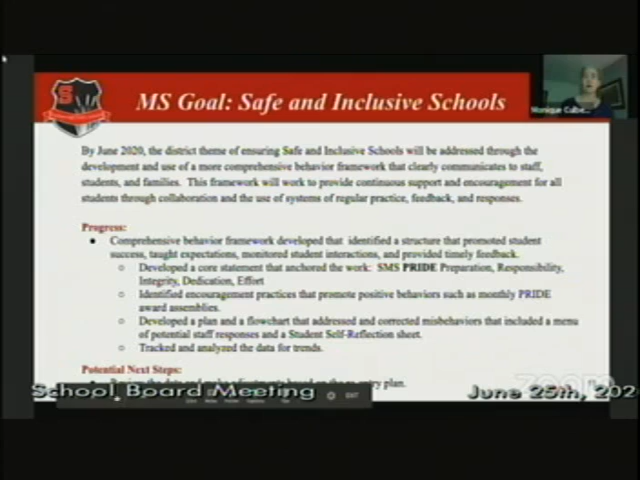 MS Goal: Safe and Inclusive Schools
By June 2020, the district theme of ensuring Safe and Inclusive Schools will be addressed through the
development and use of a more comprehensive behavior framework that clearly communicates to staff,
students, and families. This framework will work to provide continuous support and encouragement for all
students through collaboration and the use of systems of regular practice, feedback, and responses.
Progress:
● Comprehensive behavior framework developed that identified a structure that promoted student
success, taught expectations, monitored student interactions, and provided timely feedback.
○ Developed a core statement that anchored the work: SMS PRIDE Preparation, Responsibility,
Integrity, Dedication, Effort
○ Identified encouragement practices that promote positive behaviors such as monthly PRIDE
award assemblies.
○ Developed a plan and a flowchart that addressed and corrected misbehaviors that included a menu
of potential staff responses and a Student Self-Reflection sheet.
○ Tracked and analyzed the data for trends.
Potential Next Steps:
plan.
School Board Meeting
June 25th, 202
Monique Culbe...
zoom
S
EXIT